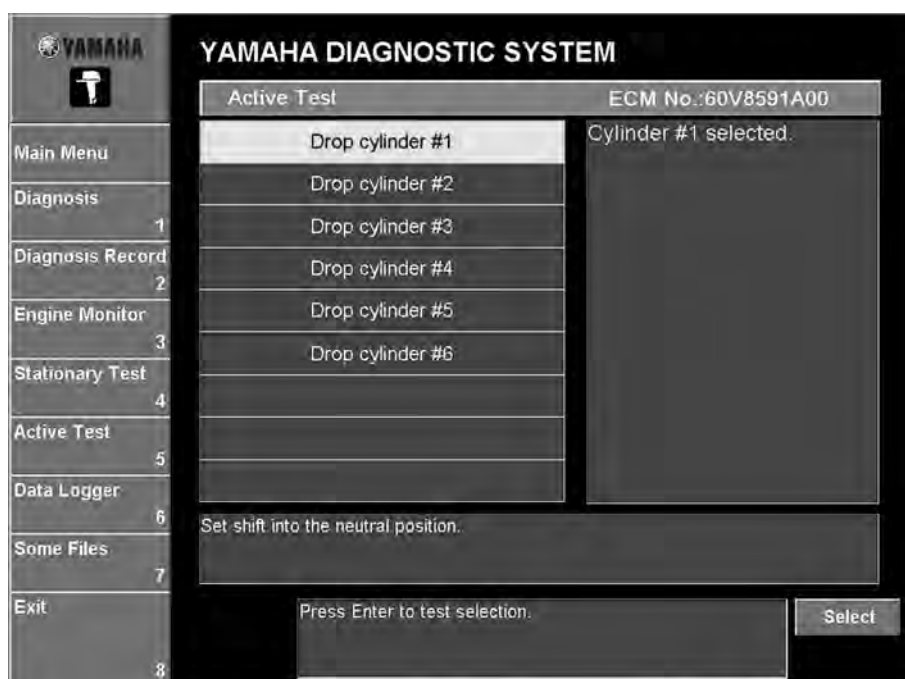 YAMAHA
YAMAHA DIAGNOSTIC SYSTEM
Active Test
ECM No.:60V8591A00
Main Menu
Diagnosis
1
Diagnosis Record
2
Engine Monitor
3
Stationary Test
4
Active Test
5
Data Logger
6
Some Files
7
Exit
8
Drop cylinder #1
Drop cylinder #2
Drop cylinder #3
Drop cylinder #4
Drop cylinder #5
Drop cylinder #6
Cylinder #1 selected.
Set shift into the neutral position.
Press Enter to test selection.
Select